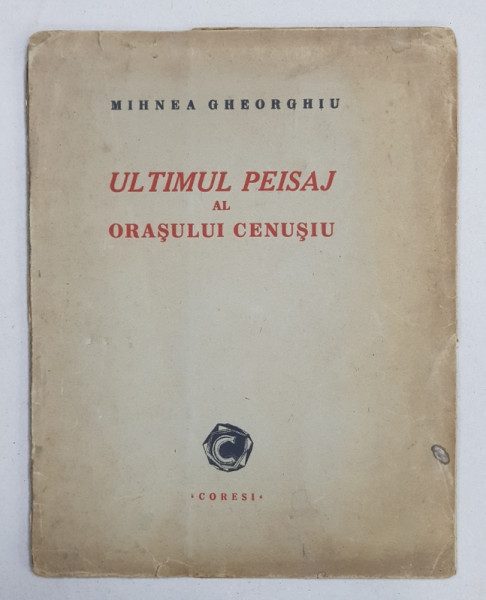 MIHNEA GHEORGHIU
ULTIMUL PEISAJ
AL
ORAŞULUI CENUŞIU
C
"CORESI"